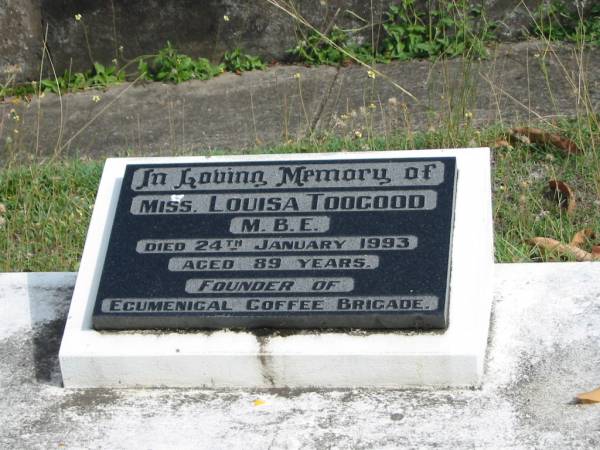 In Loving Memory of
MISS. LOUISA TOOGOOD
M.B.E.
DIED 24TH JANUARY 1993
AGED 89 YEARS.
FOUNDER OF
ECUMENICAL COFFEE BRIGADE.